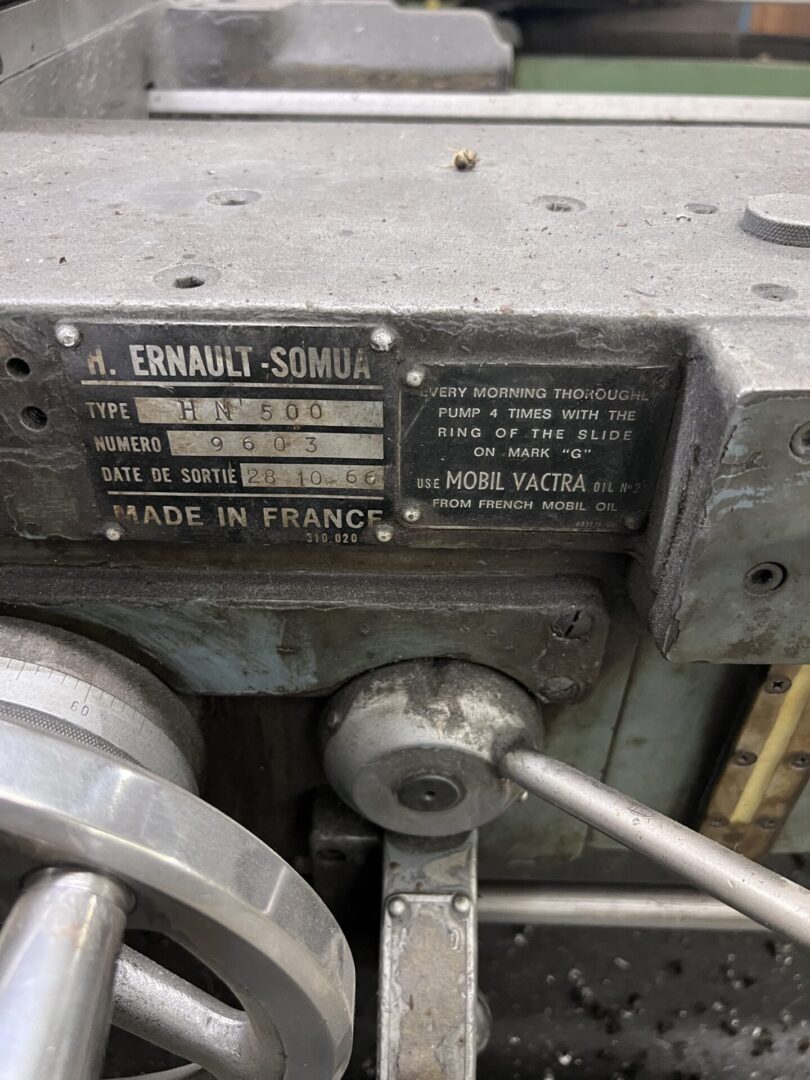 H. ERNAULT-SOMUA
TYPE HN 500
NUMERO 9603
DATE DE SORTIE 28 10 66
MADE IN FRANCE
310.020
EVERY MORNING THOROUGHL
PUMP 4 TIMES WITH THE
RING OF THE SLIDE
ON MARK "G"
USE MOBIL VACTRA OIL Nº2
FROM FRENCH MOBIL OIL
60